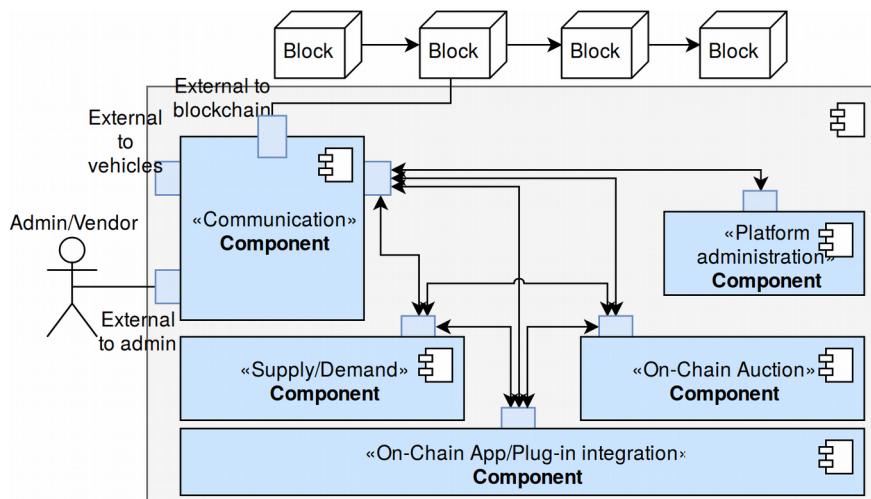 Block
Block
Block
Block
External to
blockchain
External
to
vehicles
Admin/Vendor
«Communication»
Component
«Platform
administration»
Component
External
to admin
«Supply/Demand»
Component
«On-Chain Auction»
Component
«On-Chain App/Plug-in integration»
Component